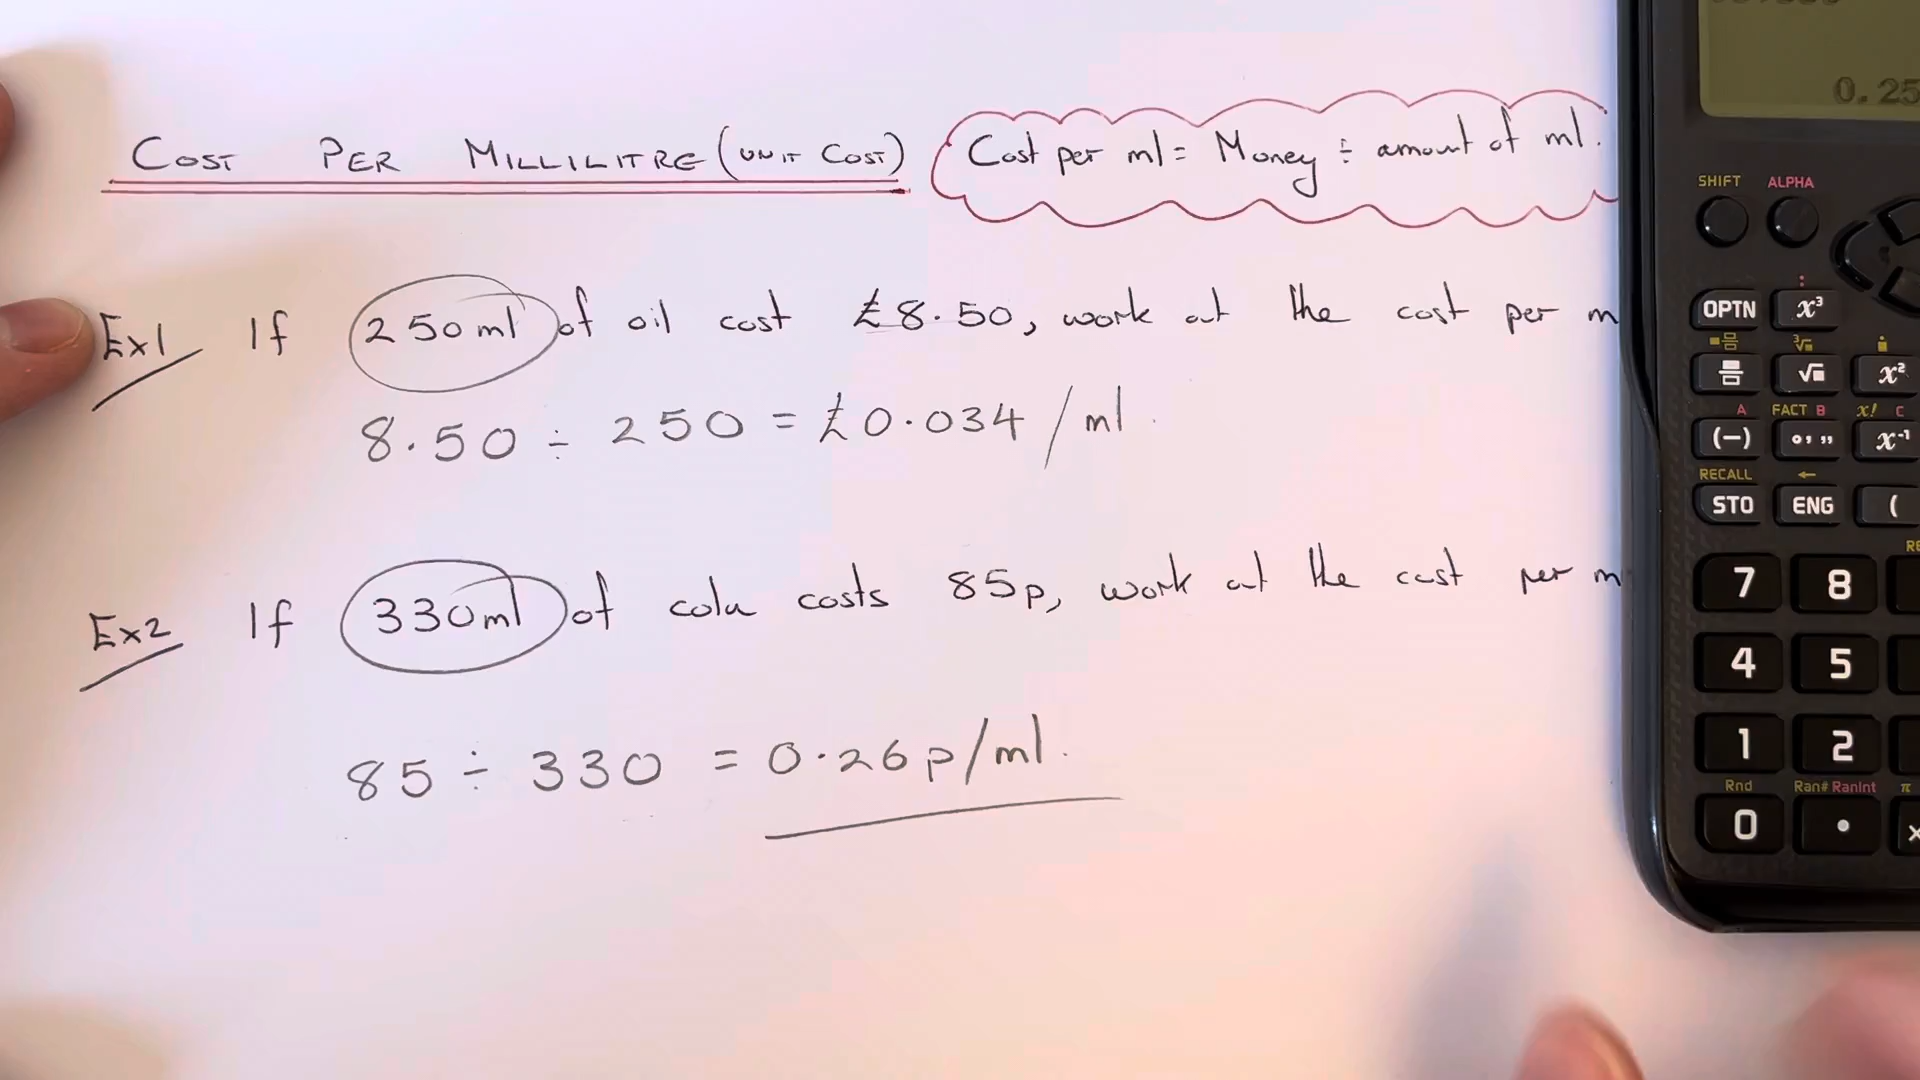 COST PER MILLILITRE (UNIT COST)
Cost per ml = Money ÷ amount of ml.
Ex1 If 250ml of oil cost £8.50, work out the cost per m
8.50 ÷ 250 = £0.034 / ml.
Ex2 If 330ml of cola costs 85p, work out the cost per m
85 ÷ 330 = 0.26p/ml.
0.25
SHIFT ALPHA
:
OPTN x³
√▪ x²
A FACT B x! C
(−) ° ’ ” x⁻¹
RECALL ←
STO ENG (
RE
7 8
4 5
1 2
Rnd Ran# RanInt π
0 • ×